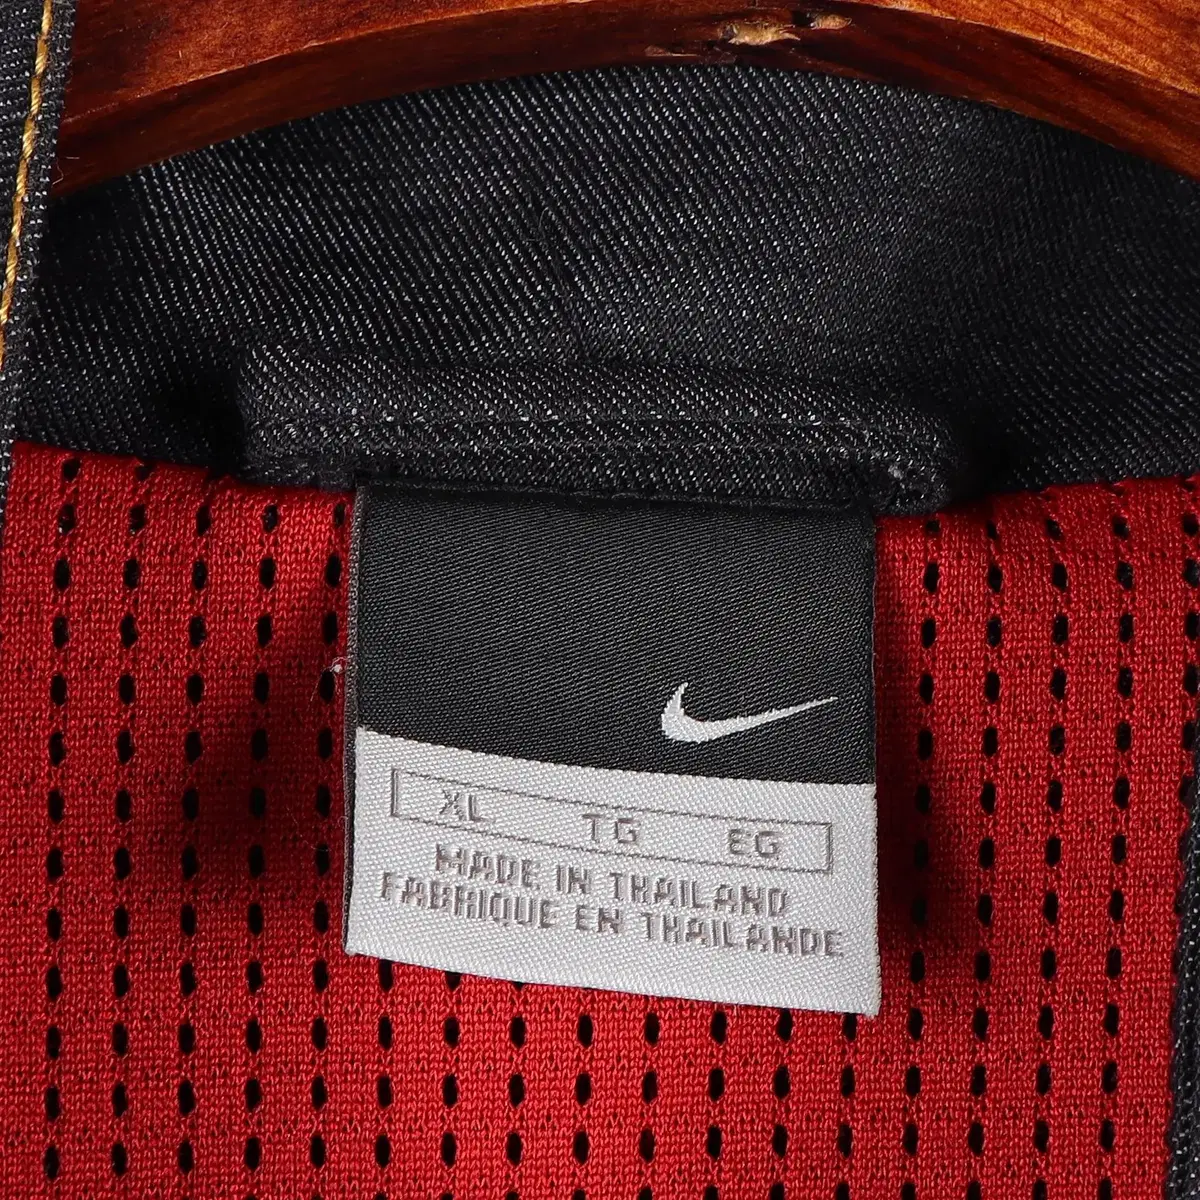 XL TG EG
MADE IN THAILAND
FABRIQUE EN THAILANDE